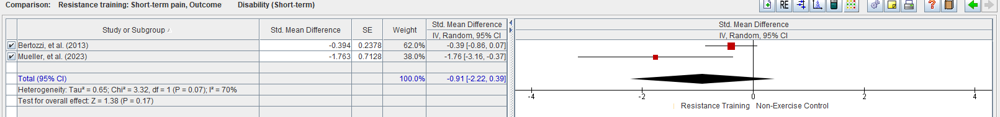 Comparison: Resistance training: Short-term pain, Outcome Disability (Short-term)
RE
Study or Subgroup Std. Mean Difference SE Weight Std. Mean Difference IV, Random, 95% CI Std. Mean Difference IV, Random, 95% CI
Bertozzi, et al. (2013) -0.394 0.2378 62.0% -0.39 [-0.86, 0.07]
Mueller, et al. (2023) -1.763 0.7128 38.0% -1.76 [-3.16, -0.37]
Total (95% CI) 100.0% -0.91 [-2.22, 0.39]
Heterogeneity: Tau² = 0.65; Chi² = 3.32, df = 1 (P = 0.07); I² = 70%
Test for overall effect: Z = 1.38 (P = 0.17)
-4 -2 0 2 4
Resistance Training Non-Exercise Control